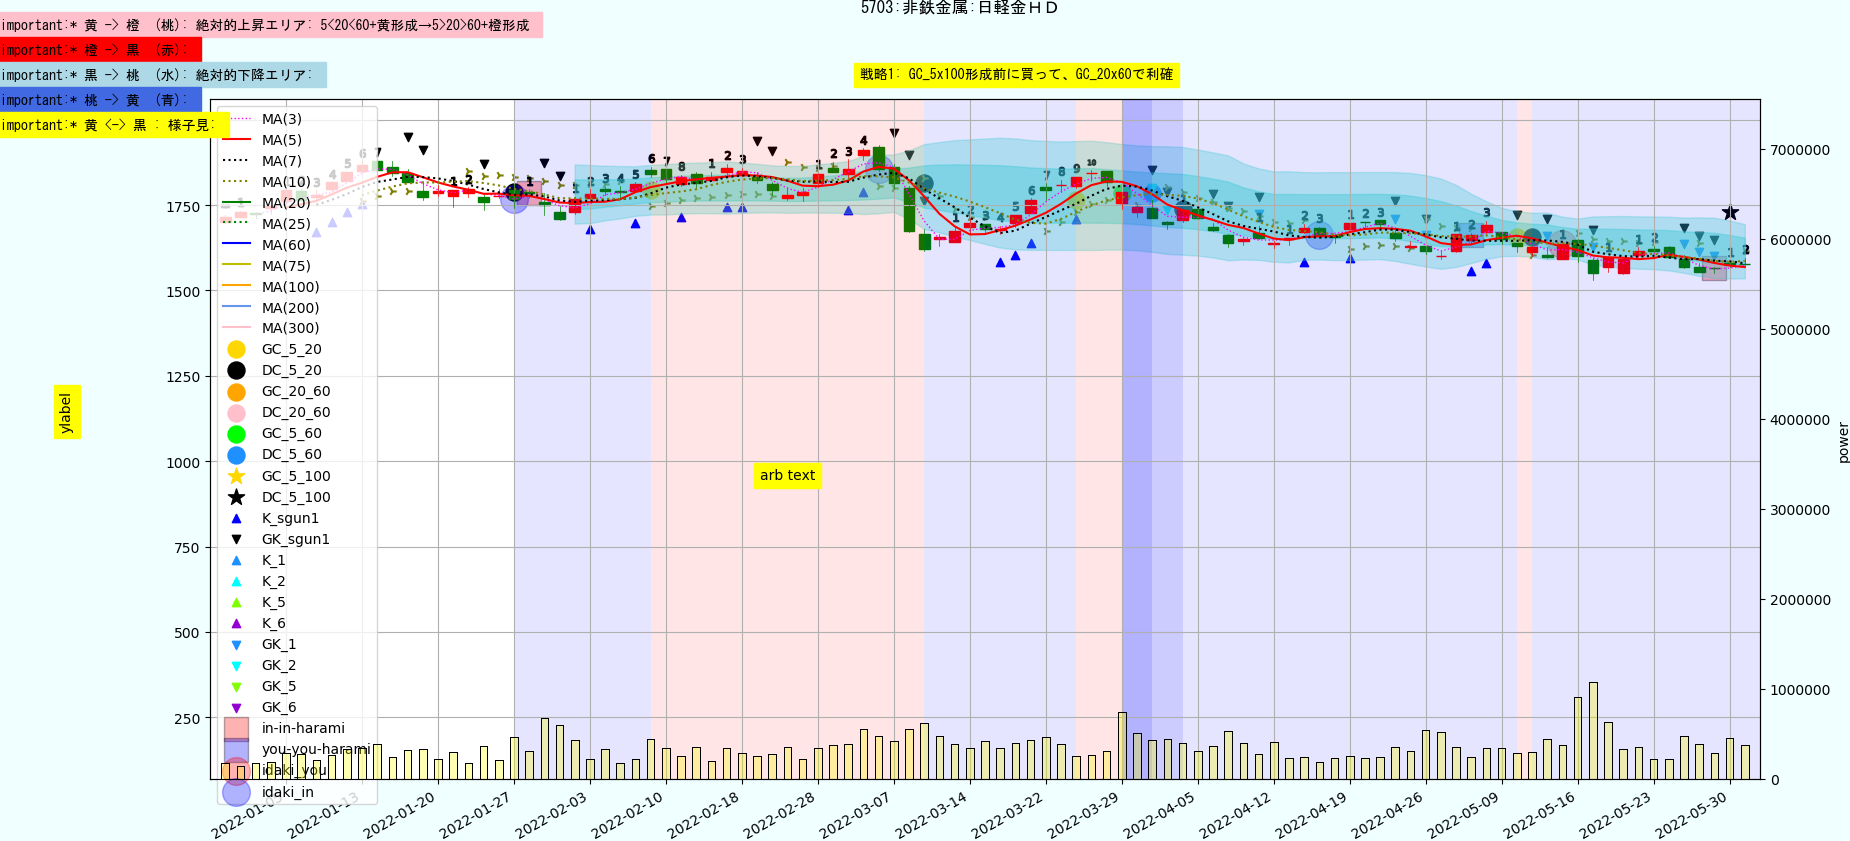 5703:非鉄金属:日軽金ＨＤ
important:* 黄 -> 橙 (桃): 絶対的上昇エリア: 5<20<60+黄形成→5>20>60+橙形成
important:* 橙 -> 黒 (赤):
important:* 黒 -> 桃 (水): 絶対的下降エリア:
戦略1: GC_5x100形成前に買って、GC_20x60で利確
important:* 桃 -> 黄 (青):
important:* 黄 <-> 黒 : 様子見:
MA(3)
MA(5)
MA(7)
MA(10)
MA(20)
MA(25)
MA(60)
MA(75)
MA(100)
MA(200)
MA(300)
GC_5_20
DC_5_20
GC_20_60
DC_20_60
GC_5_60
DC_5_60
GC_5_100
DC_5_100
K_sgun1
GK_sgun1
K_1
K_2
K_5
K_6
GK_1
GK_2
GK_5
GK_6
in-in-harami
you-you-harami
idaki_you
idaki_in
arb text
ylabel
1750
1500
1250
1000
750
500
250
power
7000000
6000000
5000000
4000000
3000000
2000000
1000000
0
2022-01-05
2022-01-13
2022-01-20
2022-01-27
2022-02-03
2022-02-10
2022-02-18
2022-02-28
2022-03-07
2022-03-14
2022-03-22
2022-03-29
2022-04-05
2022-04-12
2022-04-19
2022-04-26
2022-05-09
2022-05-16
2022-05-23
2022-05-30